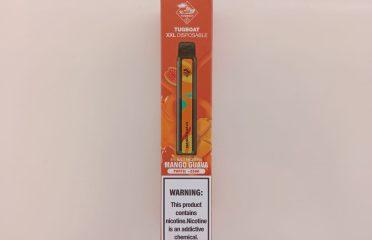 TUGBOAT
XXL DISPOSABLE
MANGO GUAVA
WARNING:
This product
contains
nicotine.Nicotine
is an addictive
chemical.